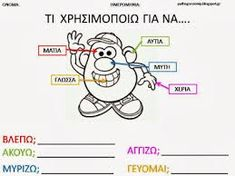 ΟΝΟΜΑ: ΗΜΕΡΟΜΗΝΙΑ:
ΤΙ ΧΡΗΣΙΜΟΠΟΙΩ ΓΙΑ ΝΑ....
ΑΥΤΙΑ
ΜΑΤΙΑ
ΜΥΤΗ
ΓΛΩΣΣΑ
ΧΕΡΙΑ
ΒΛΕΠΩ;
ΑΚΟΥΩ; ΑΓΓΙΖΩ;
ΜΥΡΙΖΩ; ΓΕΥΟΜΑΙ;